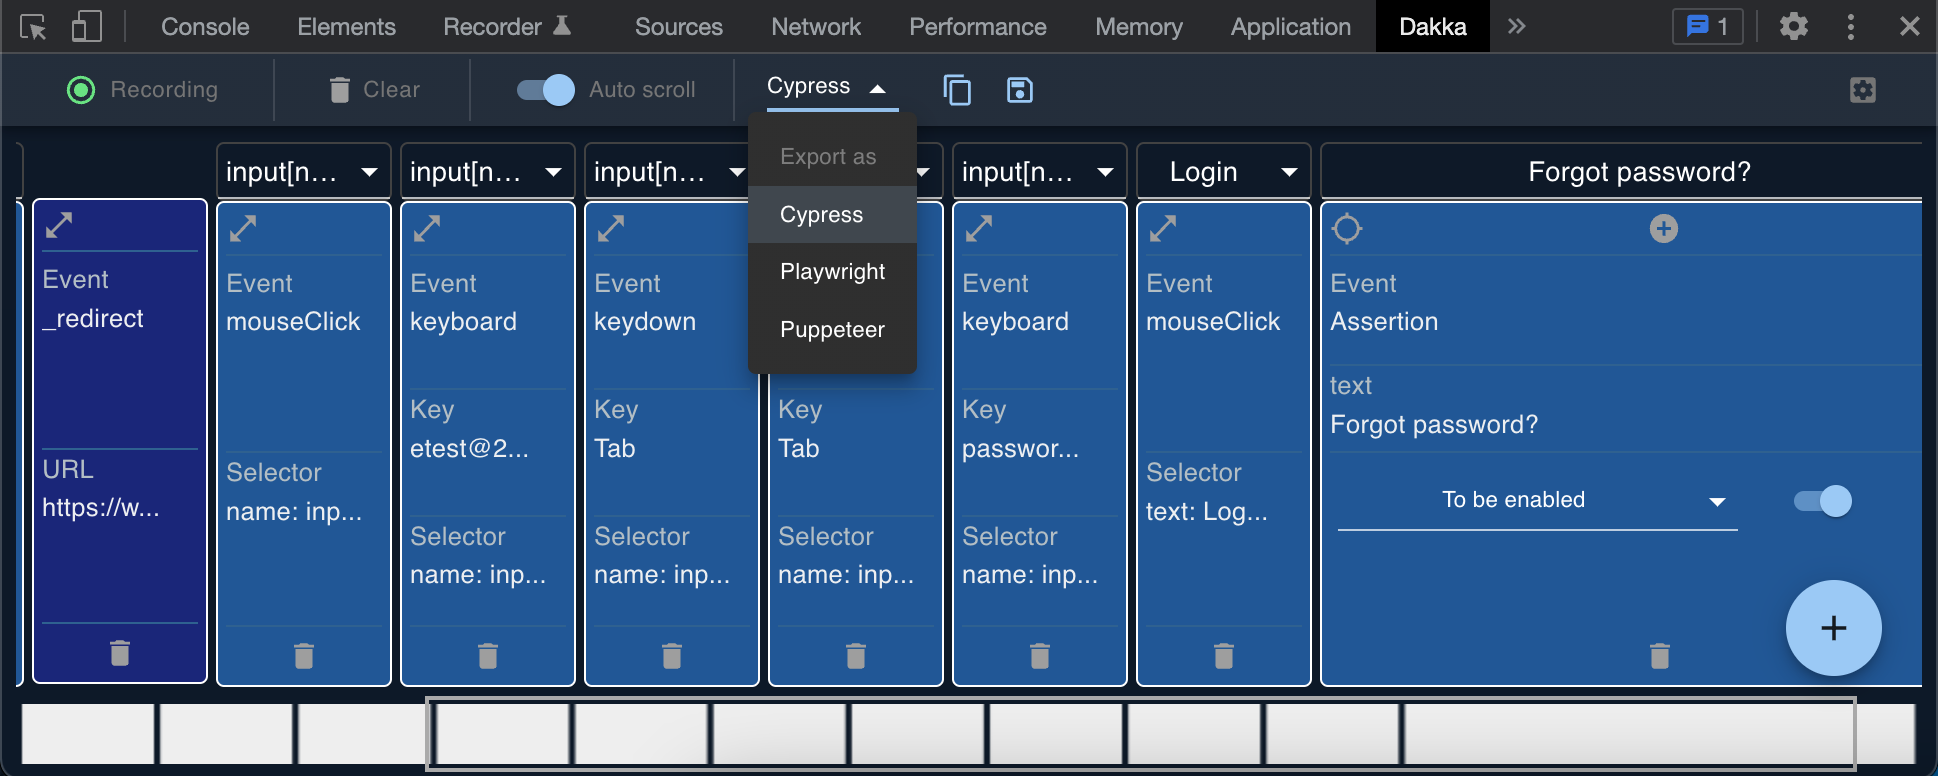 Console Elements Recorder Sources Network Performance Memory Application Dakka 1
Recording Clear Auto scroll Cypress
Export as
Cypress
Playwright
Puppeteer
input[n... input[n... input[n... input[n... Login Forgot password?
Event
_redirect
URL
https://w...
Event
mouseClick
Selector
name: inp...
Event
keyboard
Key
etest@2...
Selector
name: inp...
Event
keydown
Key
Tab
Selector
name: inp...
Key
Tab
Selector
name: inp...
Event
keyboard
Key
passwor...
Selector
name: inp...
Event
mouseClick
Selector
text: Log...
Event
Assertion
text
Forgot password?
To be enabled